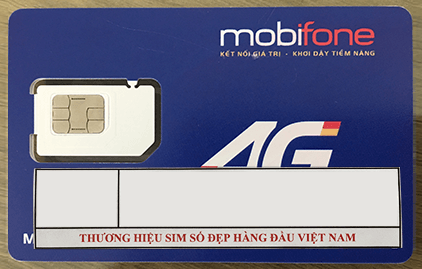 mobifone
KẾT NỐI GIÁ TRỊ - KHƠI DẬY TIỀM NĂNG
4G
M
THƯƠNG HIỆU SIM SỐ ĐẸP HÀNG ĐẦU VIỆT NAM